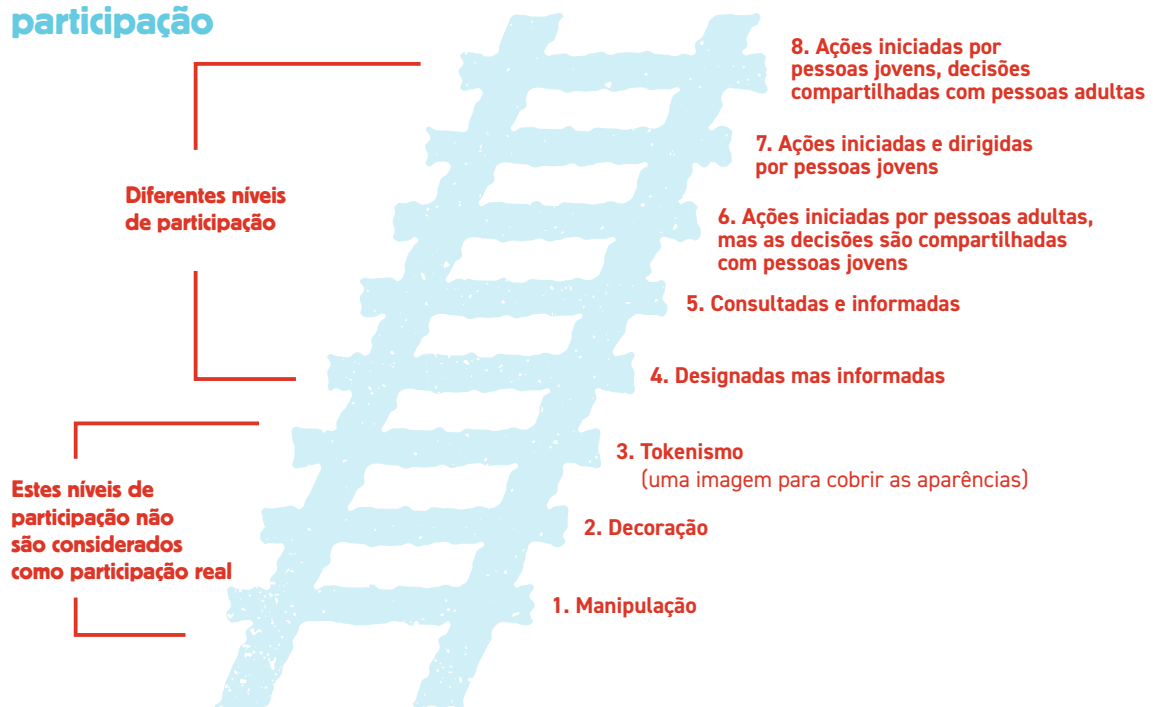 participação
8. Ações iniciadas por
pessoas jovens, decisões
compartilhadas com pessoas adultas
7. Ações iniciadas e dirigidas
por pessoas jovens
Diferentes níveis
de participação
6. Ações iniciadas por pessoas adultas,
mas as decisões são compartilhadas
com pessoas jovens
5. Consultadas e informadas
4. Designadas mas informadas
3. Tokenismo
(uma imagem para cobrir as aparências)
Estes níveis de
participação não
são considerados
como participação real
2. Decoração
1. Manipulação